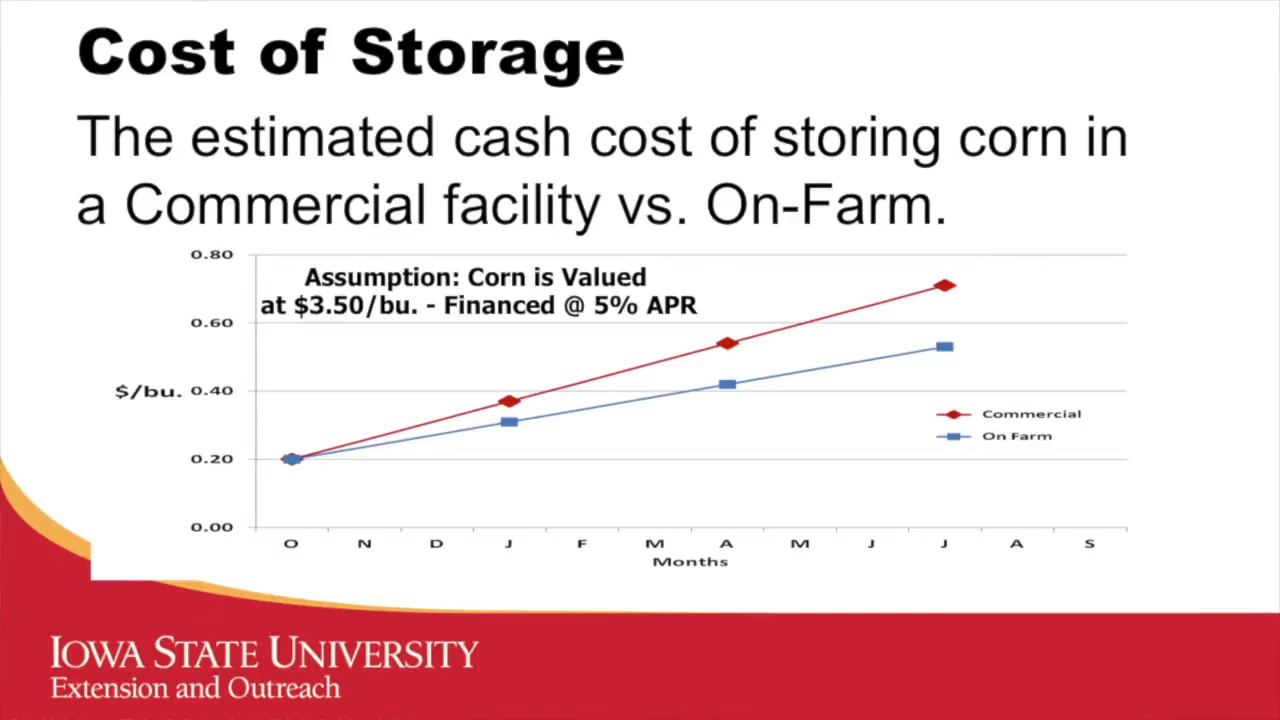 Cost of Storage
The estimated cash cost of storing corn in
a Commercial facility vs. On-Farm.
0.80
Assumption: Corn is Valued
at $3.50/bu. - Financed @ 5% APR
0.60
$/bu. 0.40
Commercial
On Farm
0.20
0.00
O N D J F M A M J J A S
Months
IOWA STATE UNIVERSITY
Extension and Outreach